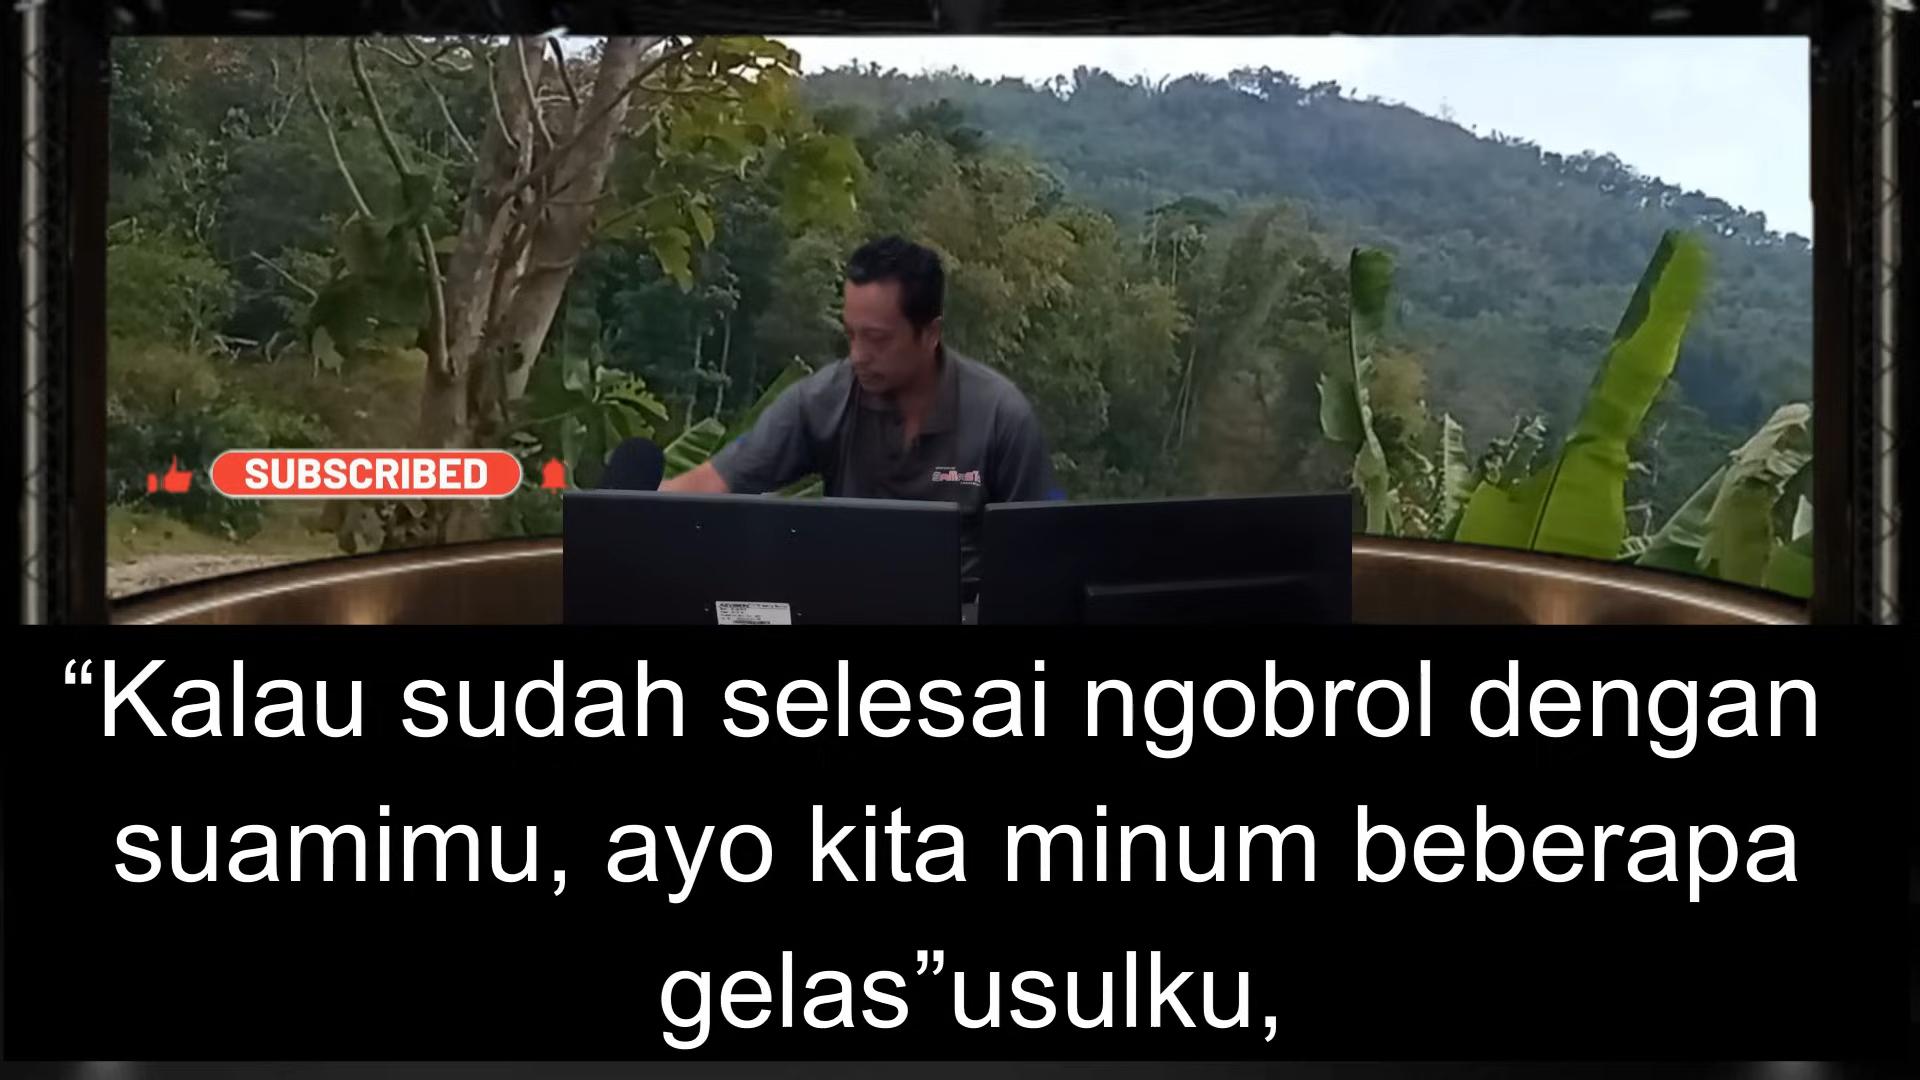 SUBSCRIBED
“Kalau sudah selesai ngobrol dengan
suamimu, ayo kita minum beberapa
gelas”usulku,